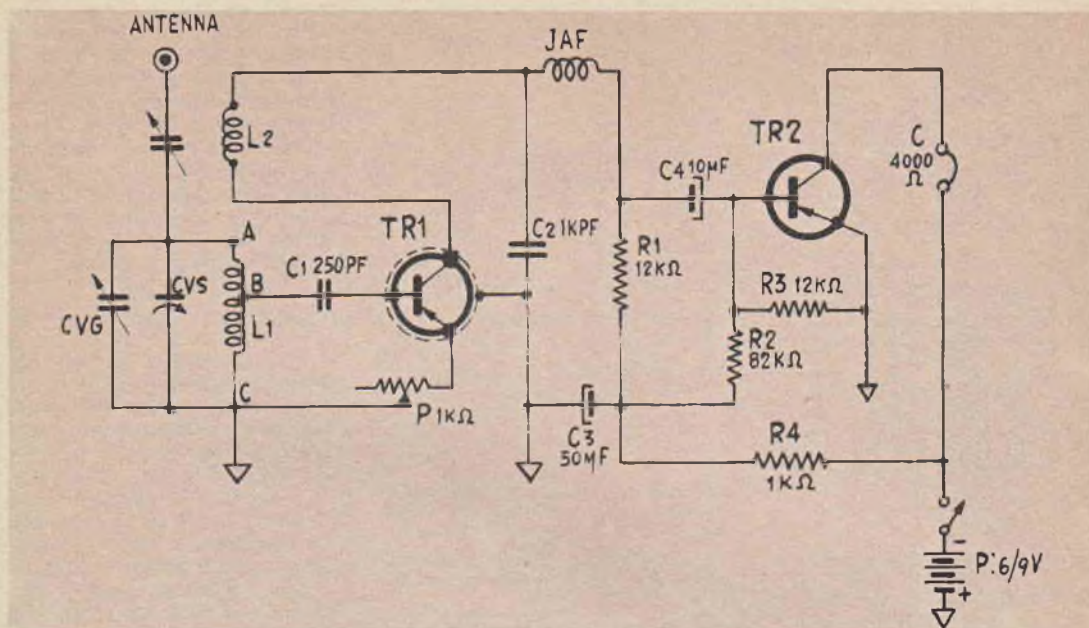 ANTENNA
JAF
L2
TR2
C
4000
Ω
C4 10MF
TR1
C2 1KPF
A
R1
12KΩ
C1 250PF
B
CVS
R3 12KΩ
CVG
L1
R2
82KΩ
C
P 1KΩ
C3
50MF
R4
1KΩ
-
P:6/9V
+